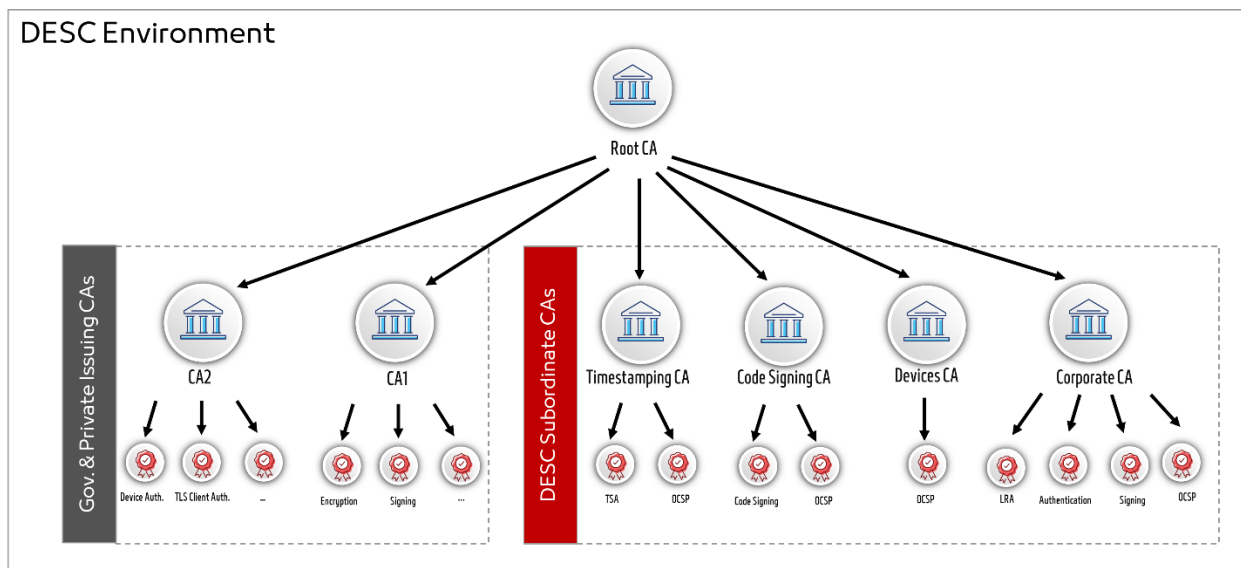 DESC Environment
Root CA
Gov. & Private Issuing CAs
CA2
CA1
Device Auth.
TLS Client Auth.
...
Encryption
Signing
...
DESC Subordinate CAs
Timestamping CA
Code Signing CA
Devices CA
Corporate CA
TSA
OCSP
Code Signing
OCSP
OCSP
LRA
Authentication
Signing
OCSP